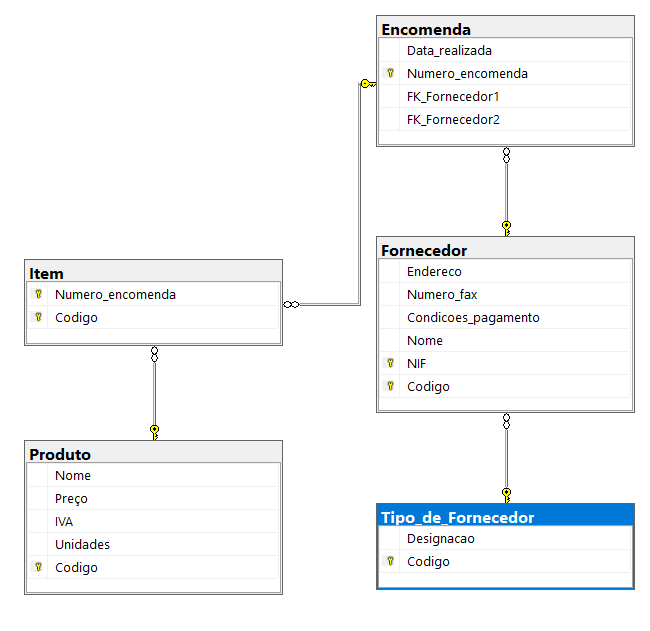 Encomenda
Data_realizada
Numero_encomenda
FK_Fornecedor1
FK_Fornecedor2
Fornecedor
Endereco
Numero_fax
Condicoes_pagamento
Nome
NIF
Codigo
Item
Numero_encomenda
Codigo
Produto
Nome
Preço
IVA
Unidades
Codigo
Tipo_de_Fornecedor
Designacao
Codigo